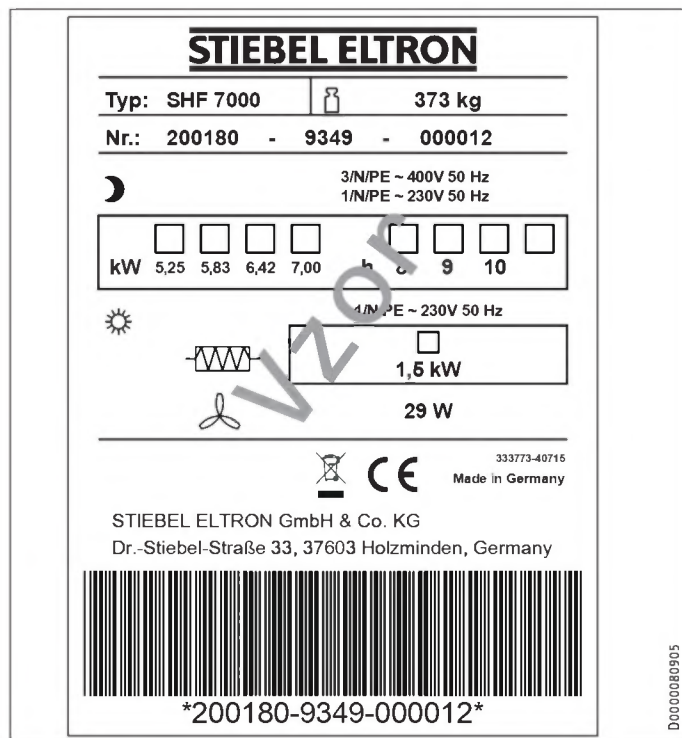 STIEBEL ELTRON
Typ: SHF 7000 373 kg
Nr.: 200180 - 9349 - 000012
3/N/PE ~ 400V 50 Hz
1/N/PE ~ 230V 50 Hz
kW 5,25 5,83 6,42 7,00 h 8 9 10
1/N/PE ~ 230V 50 Hz
1,5 kW
29 W
Vzor
CE
333773-40715
Made in Germany
STIEBEL ELTRON GmbH & Co. KG
Dr.-Stiebel-Straße 33, 37603 Holzminden, Germany
*200180-9349-000012*
D0000080905